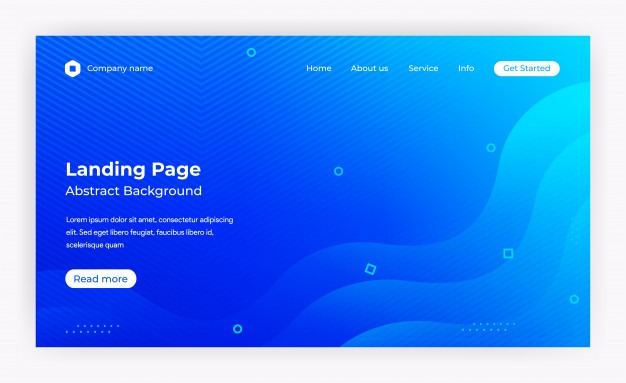 Company name
Home About us Service Info Get Started
Landing Page
Abstract Background
Lorem ipsum dolor sit amet, consectetur adipiscing
elit. Sed eget libero feugiat, faucibus libero id,
scelerisque quam
Read more